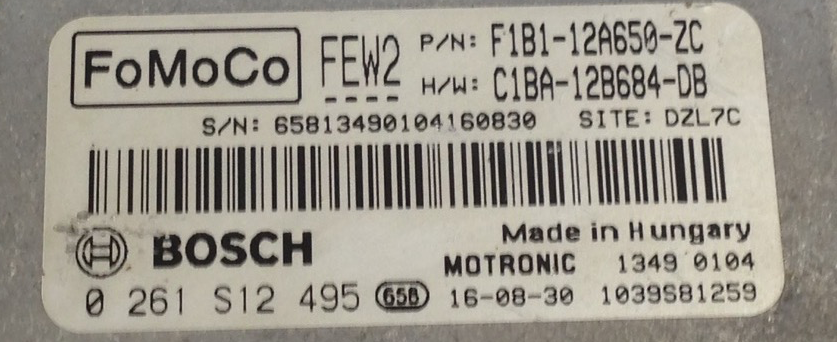 FoMoCo FEW2 P/N: F1B1-12A650-ZC
H/W: C1BA-12B684-DB
S/N: 65813490104160830 SITE: DZL7C
BOSCH Made in Hungary
MOTRONIC 1349 0104
0 261 S12 495 656 16-08-30 1039S81259